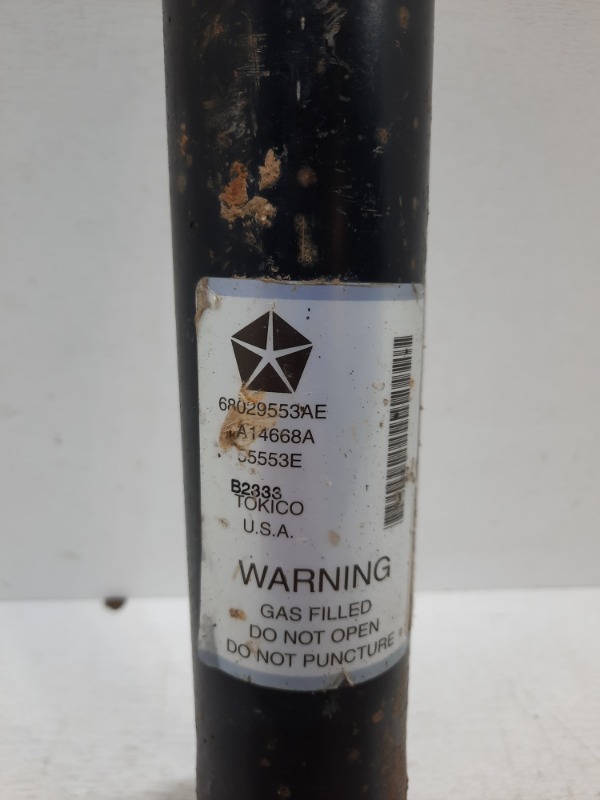 68029553AE
A14668A
55553E
B2333
TOKICO
U.S.A.
WARNING
GAS FILLED
DO NOT OPEN
DO NOT PUNCTURE